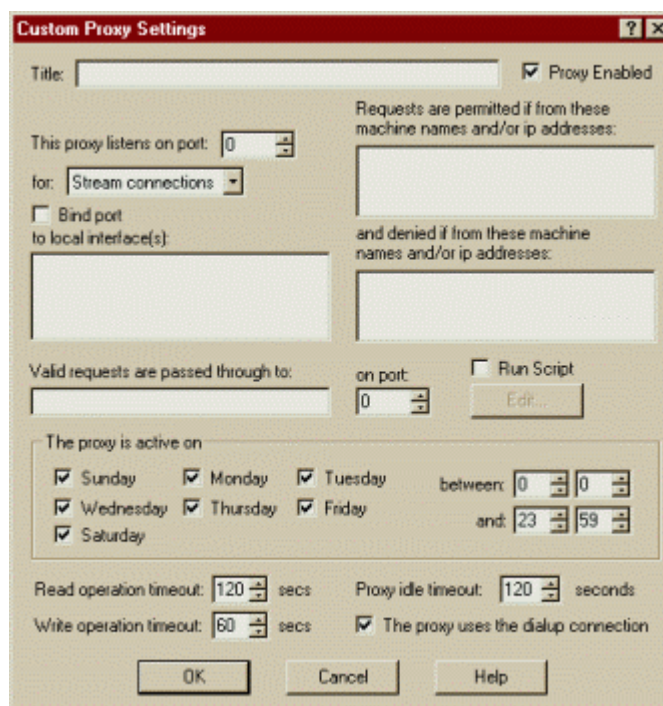 Custom Proxy Settings
Title:
Proxy Enabled
This proxy listens on port: 0
for: Stream connections
Bind port
to local interface(s):
Requests are permitted if from these
machine names and/or ip addresses:
and denied if from these machine
names and/or ip addresses:
Valid requests are passed through to:
on port:
0
Run Script
Edit...
The proxy is active on
Sunday Monday Tuesday
Wednesday Thursday Friday
Saturday
between: 0 0
and: 23 59
Read operation timeout: 120 secs
Proxy idle timeout: 120 seconds
Write operation timeout: 60 secs
The proxy uses the dialup connection
OK Cancel Help